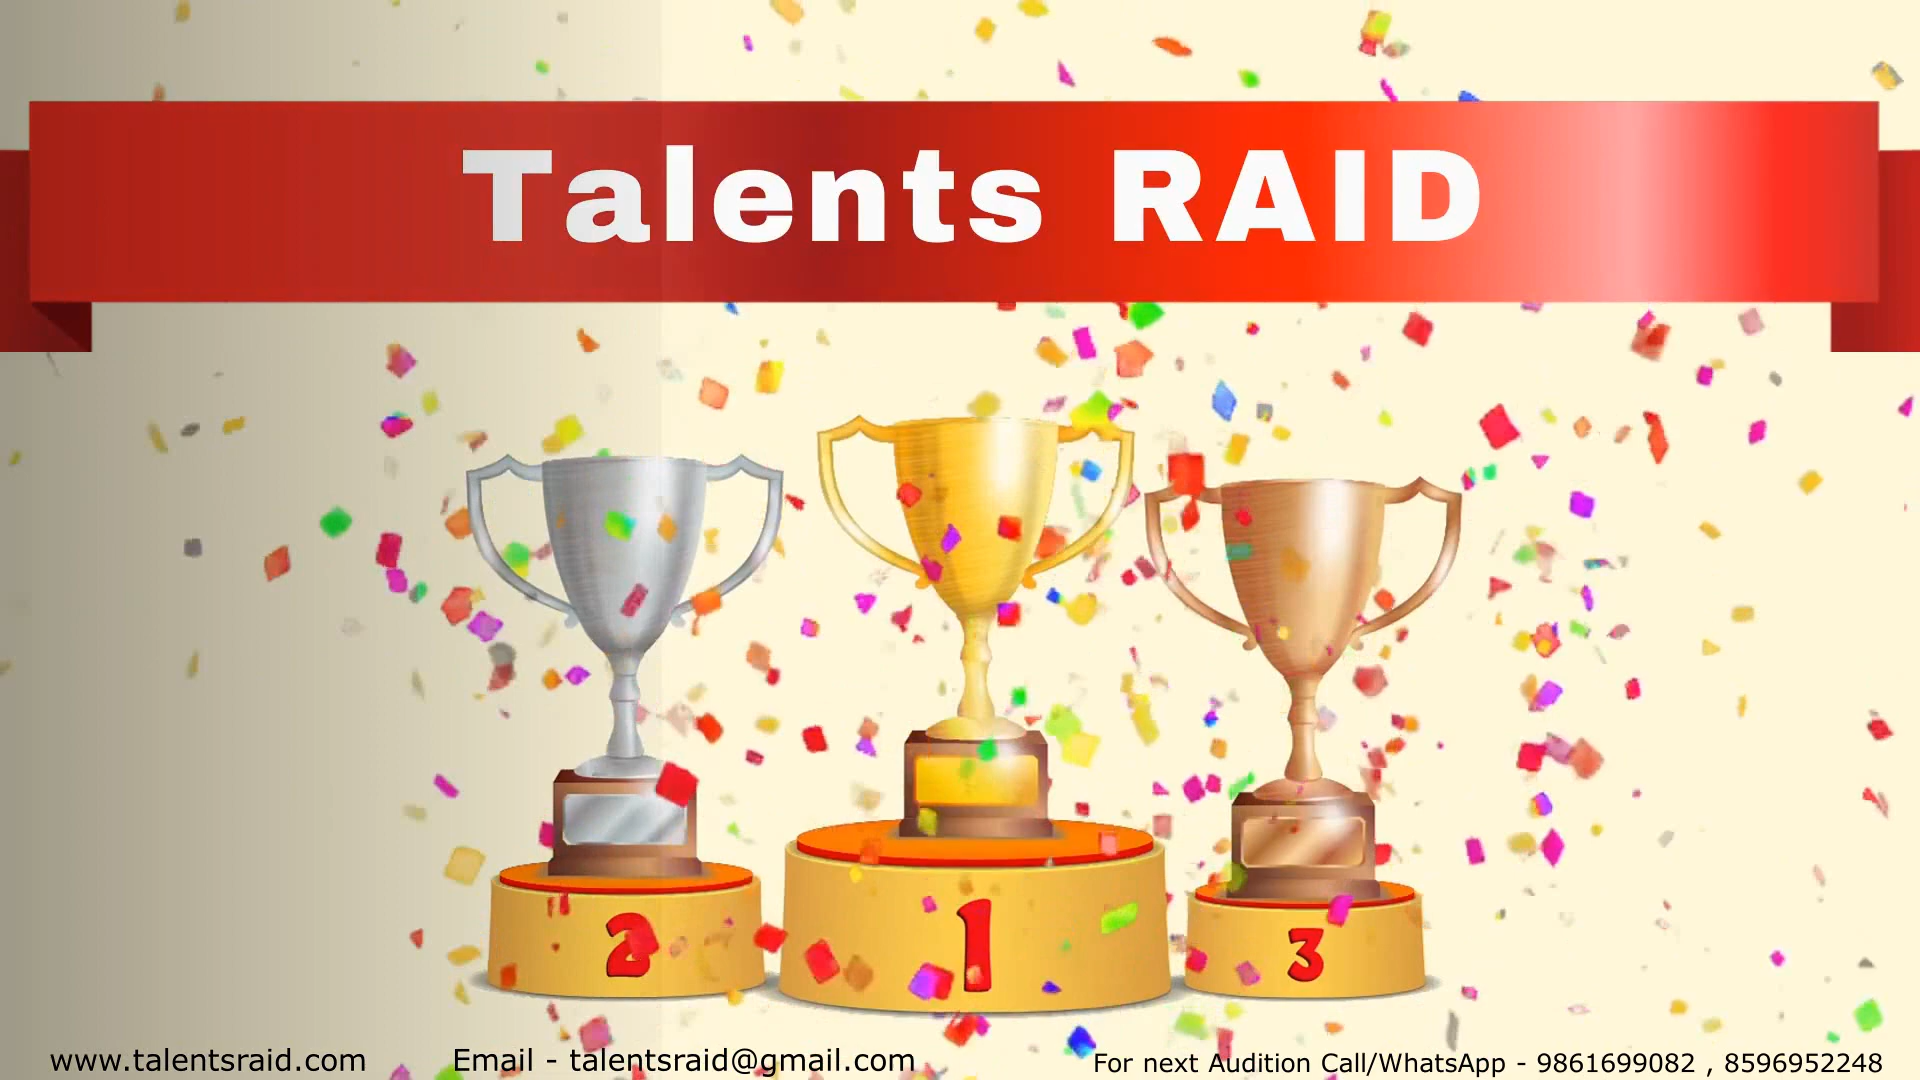 Talents RAID
2
1
3
www.talentsraid.com
Email - talentsraid@gmail.com
For next Audition Call/WhatsApp - 9861699082 , 8596952248